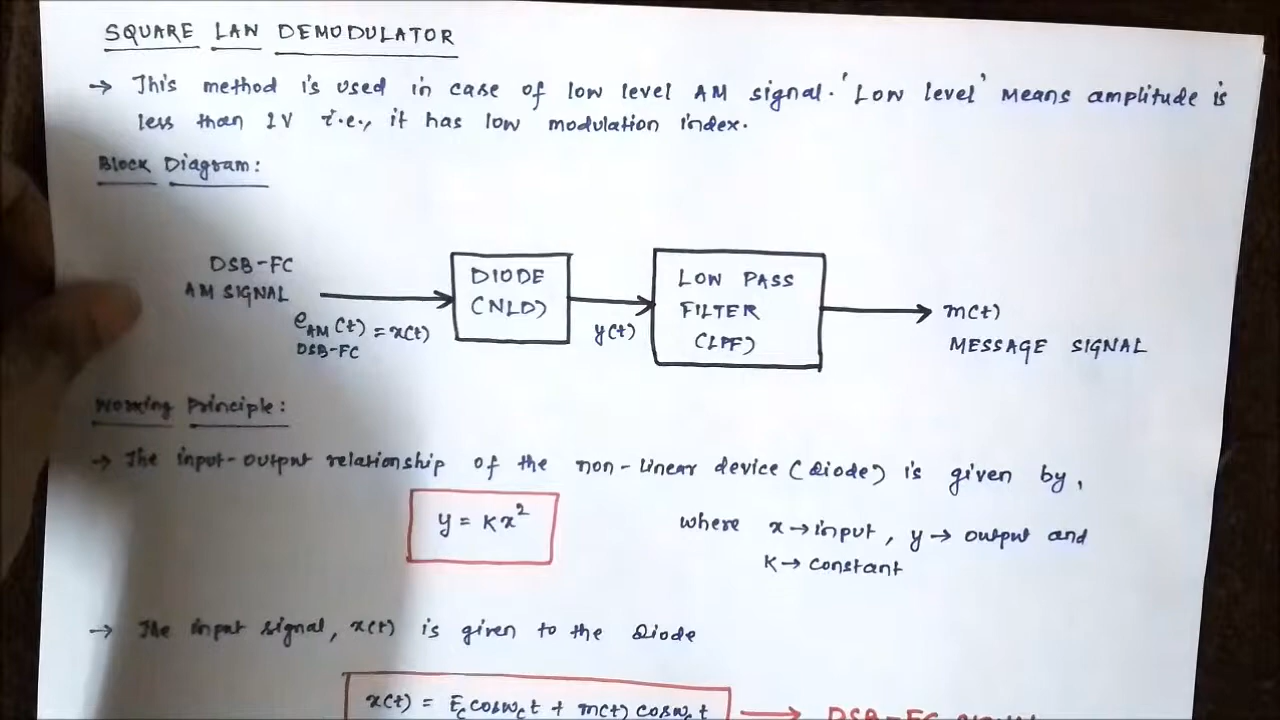 SQUARE LAW DEMODULATOR
→ This method is used in case of low level AM signal. 'Low level' Means amplitude is
less than 1V i.e., it has low modulation index.
Block Diagram:
DSB-FC
AM SIGNAL
e_AM(t) = x(t)
DSB-FC
DIODE
(NLD)
y(t)
LOW PASS
FILTER
(LPF)
m(t)
MESSAGE SIGNAL
Working Principle:
→ The input-output relationship of the non-linear device (Diode) is given by,
y = Kx²
where x→input, y→ output and
K→ constant
→ The input signal, x(t) is given to the Diode
x(t) = E_c cosω_c t + m(t) cosω_c t → DSB-FC